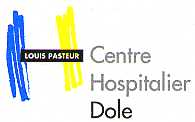 LOUIS PASTEUR
Centre
Hospitalier
Dole